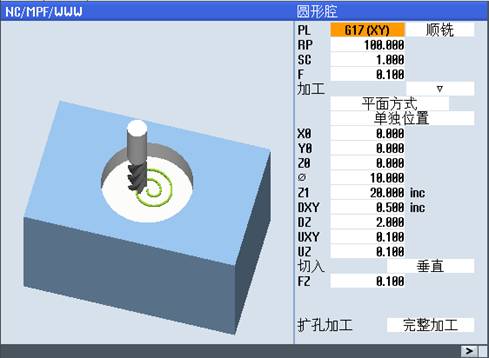 NC/MPF/WWW 圆形腔
PL G17(XY) 顺铣
RP 100.000
SC 1.000
F 0.100
加工 ▽
平面方式
单独位置
X0 0.000
Y0 0.000
Z0 0.000
∅ 10.000
Z1 20.000 inc
DXY 0.500 inc
DZ 2.000
UXY 0.100
UZ 0.100
切入 垂直
FZ 0.100
扩孔加工 完整加工
>